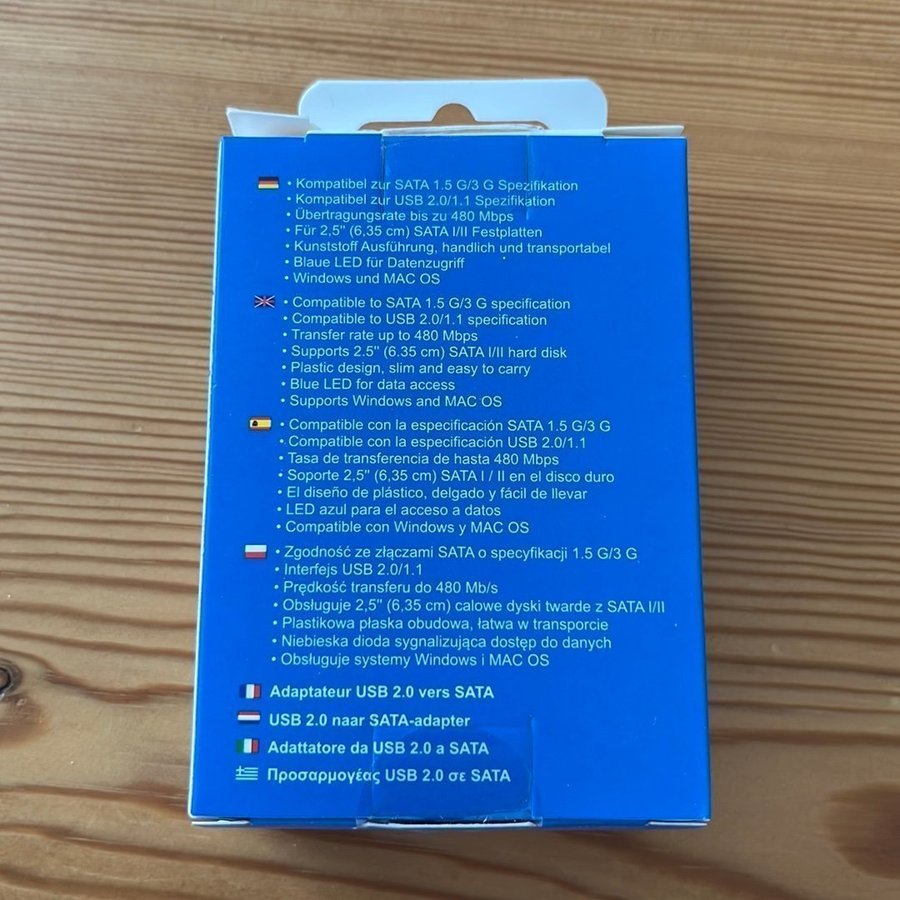 • Kompatibel zur SATA 1.5 G/3 G Spezifikation
• Kompatibel zur USB 2.0/1.1 Spezifikation
• Übertragungsrate bis zu 480 Mbps
• Für 2,5" (6,35 cm) SATA I/II Festplatten
• Kunststoff Ausführung, handlich und transportabel
• Blaue LED für Datenzugriff
• Windows und MAC OS
• Compatible to SATA 1.5 G/3 G specification
• Compatible to USB 2.0/1.1 specification
• Transfer rate up to 480 Mbps
• Supports 2.5" (6.35 cm) SATA I/II hard disk
• Plastic design, slim and easy to carry
• Blue LED for data access
• Supports Windows and MAC OS
• Compatible con la especificación SATA 1.5 G/3 G
• Compatible con la especificación USB 2.0/1.1
• Tasa de transferencia de hasta 480 Mbps
• Soporte 2,5" (6,35 cm) SATA I / II en el disco duro
• El diseño de plástico, delgado y fácil de llevar
• LED azul para el acceso a datos
• Compatible con Windows y MAC OS
• Zgodność ze złączami SATA o specyfikacji 1.5 G/3 G
• Interfejs USB 2.0/1.1
• Prędkość transferu do 480 Mb/s
• Obsługuje 2,5" (6,35 cm) calowe dyski twarde z SATA I/II
• Plastikowa płaska obudowa, łatwa w transporcie
• Niebieska dioda sygnalizująca dostęp do danych
• Obsługuje systemy Windows i MAC OS
Adaptateur USB 2.0 vers SATA
USB 2.0 naar SATA-adapter
Adattatore da USB 2.0 a SATA
Προσαρμογέας USB 2.0 σε SATA